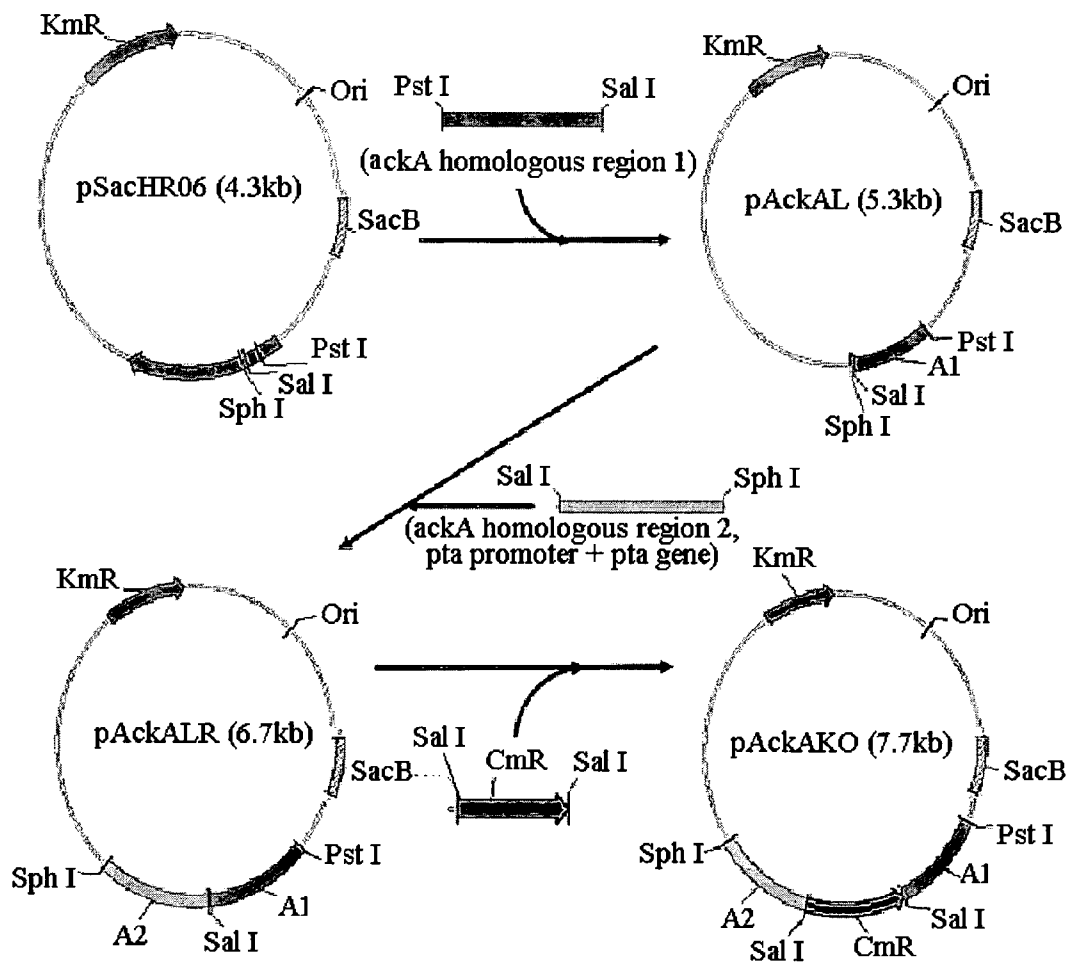 KmR
Ori
pSacHR06 (4.3kb)
SacB
Pst I
Sal I
Sph I
Pst I
Sal I
(ackA homologous region 1)
KmR
Ori
pAckAL (5.3kb)
SacB
Pst I
A1
Sal I
Sph I
Sal I
Sph I
(ackA homologous region 2,
pta promoter + pta gene)
KmR
Ori
pAckALR (6.7kb)
SacB
Pst I
A1
Sal I
A2
Sph I
Sal I
CmR
Sal I
KmR
Ori
pAckAKO (7.7kb)
SacB
Pst I
A1
Sal I
CmR
Sal I
A2
Sph I